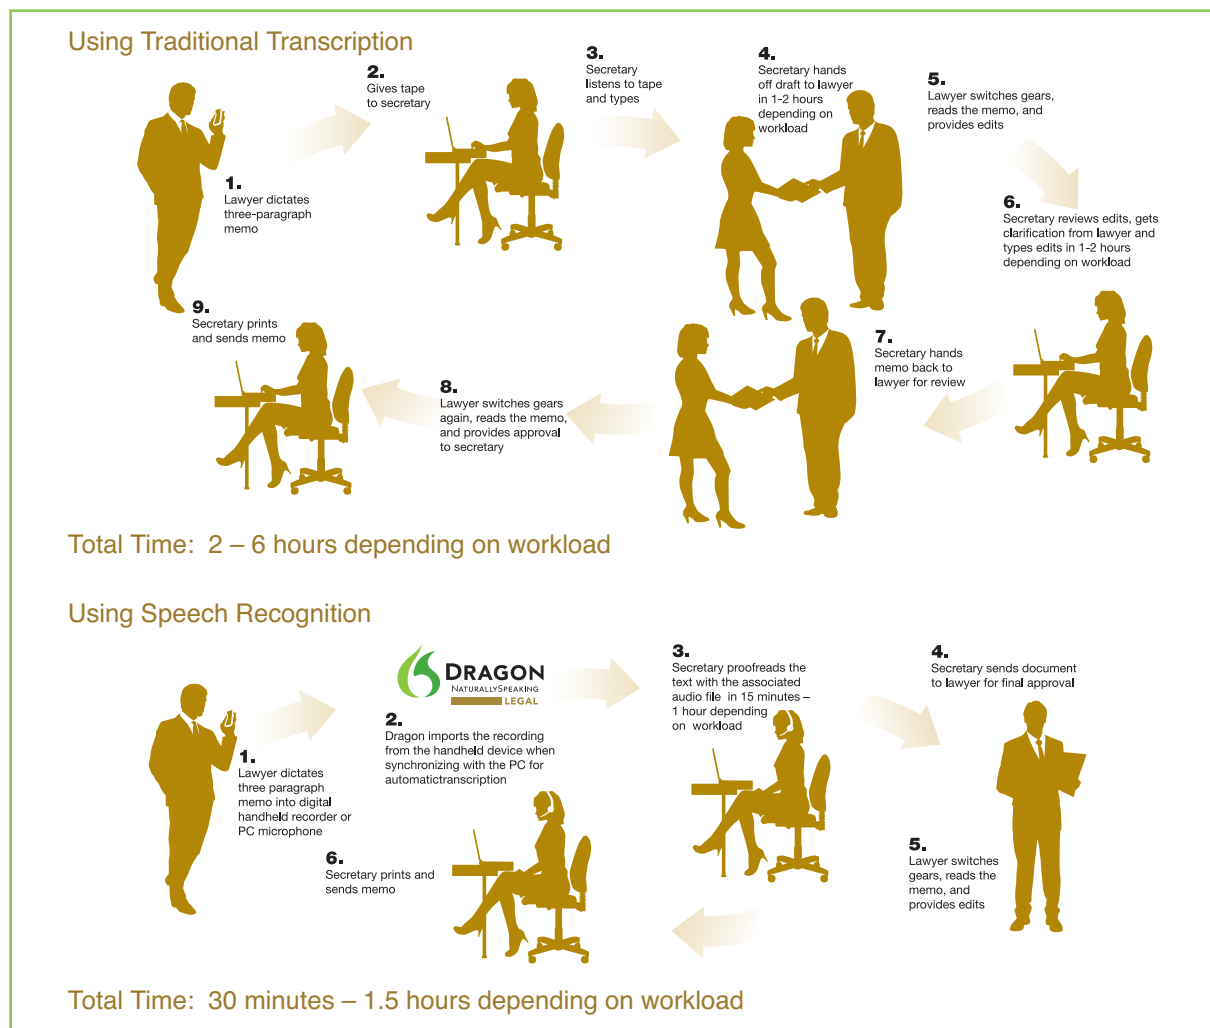 Using Traditional Transcription
1.
Lawyer dictates
three-paragraph
memo
2.
Gives tape
to secretary
3.
Secretary
listens to tape
and types
4.
Secretary hands
off draft to lawyer
in 1-2 hours
depending on
workload
5.
Lawyer switches gears,
reads the memo, and
provides edits
6.
Secretary reviews edits, gets
clarification from lawyer and
types edits in 1-2 hours
depending on workload
7.
Secretary hands
memo back to
lawyer for review
8.
Lawyer switches gears
again, reads the memo,
and provides approval
to secretary
9.
Secretary prints
and sends memo
Total Time: 2 – 6 hours depending on workload
Using Speech Recognition
1.
Lawyer dictates
three paragraph
memo into digital
handheld recorder or
PC microphone
DRAGON
NATURALLYSPEAKING
LEGAL
2.
Dragon imports the recording
from the handheld device when
synchronizing with the PC for
automatictranscription
3.
Secretary proofreads the
text with the associated
audio file in 15 minutes –
1 hour depending
on workload
4.
Secretary sends document
to lawyer for final approval
5.
Lawyer switches
gears, reads the
memo, and
provides edits
6.
Secretary prints and
sends memo
Total Time: 30 minutes – 1.5 hours depending on workload